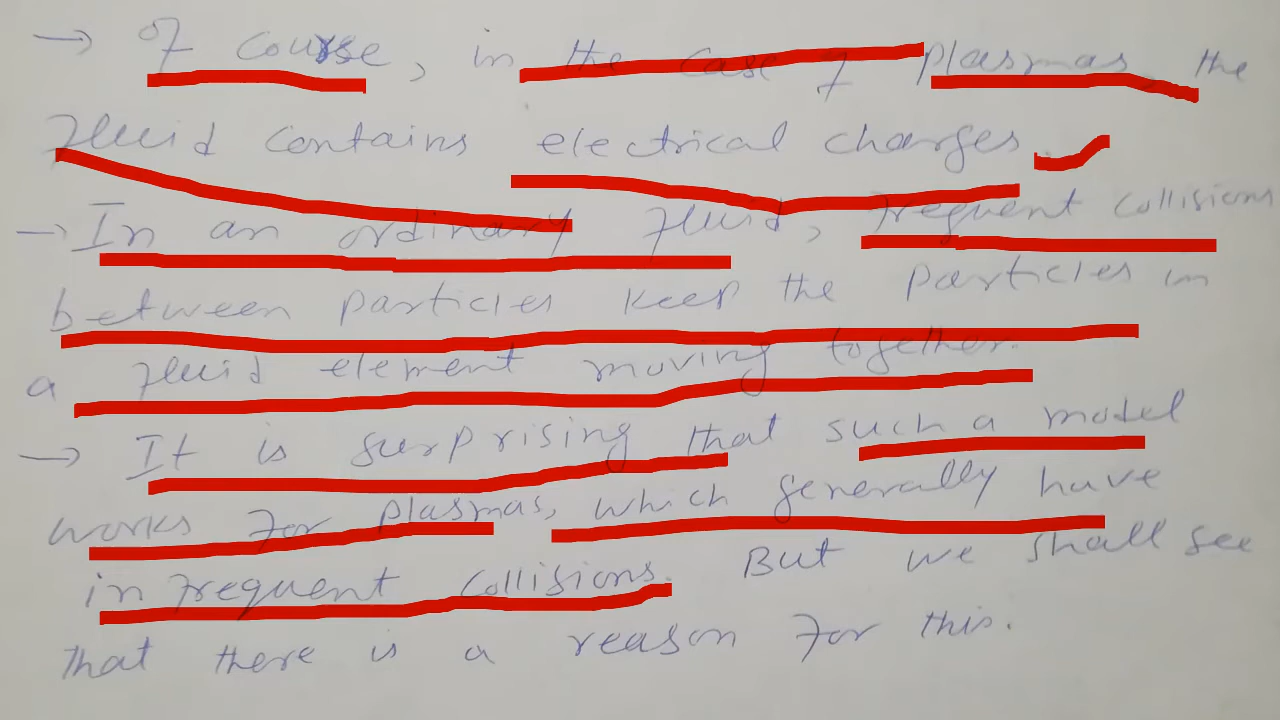 → Of course, in the case of plasmas, the
fluid contains electrical charges.
→ In an ordinary fluid, frequent collisions
between particles keep the particles in
a fluid element moving together.
→ It is surprising that such a model
works for plasmas, which generally have
infrequent collisions. But we shall see
that there is a reason for this.